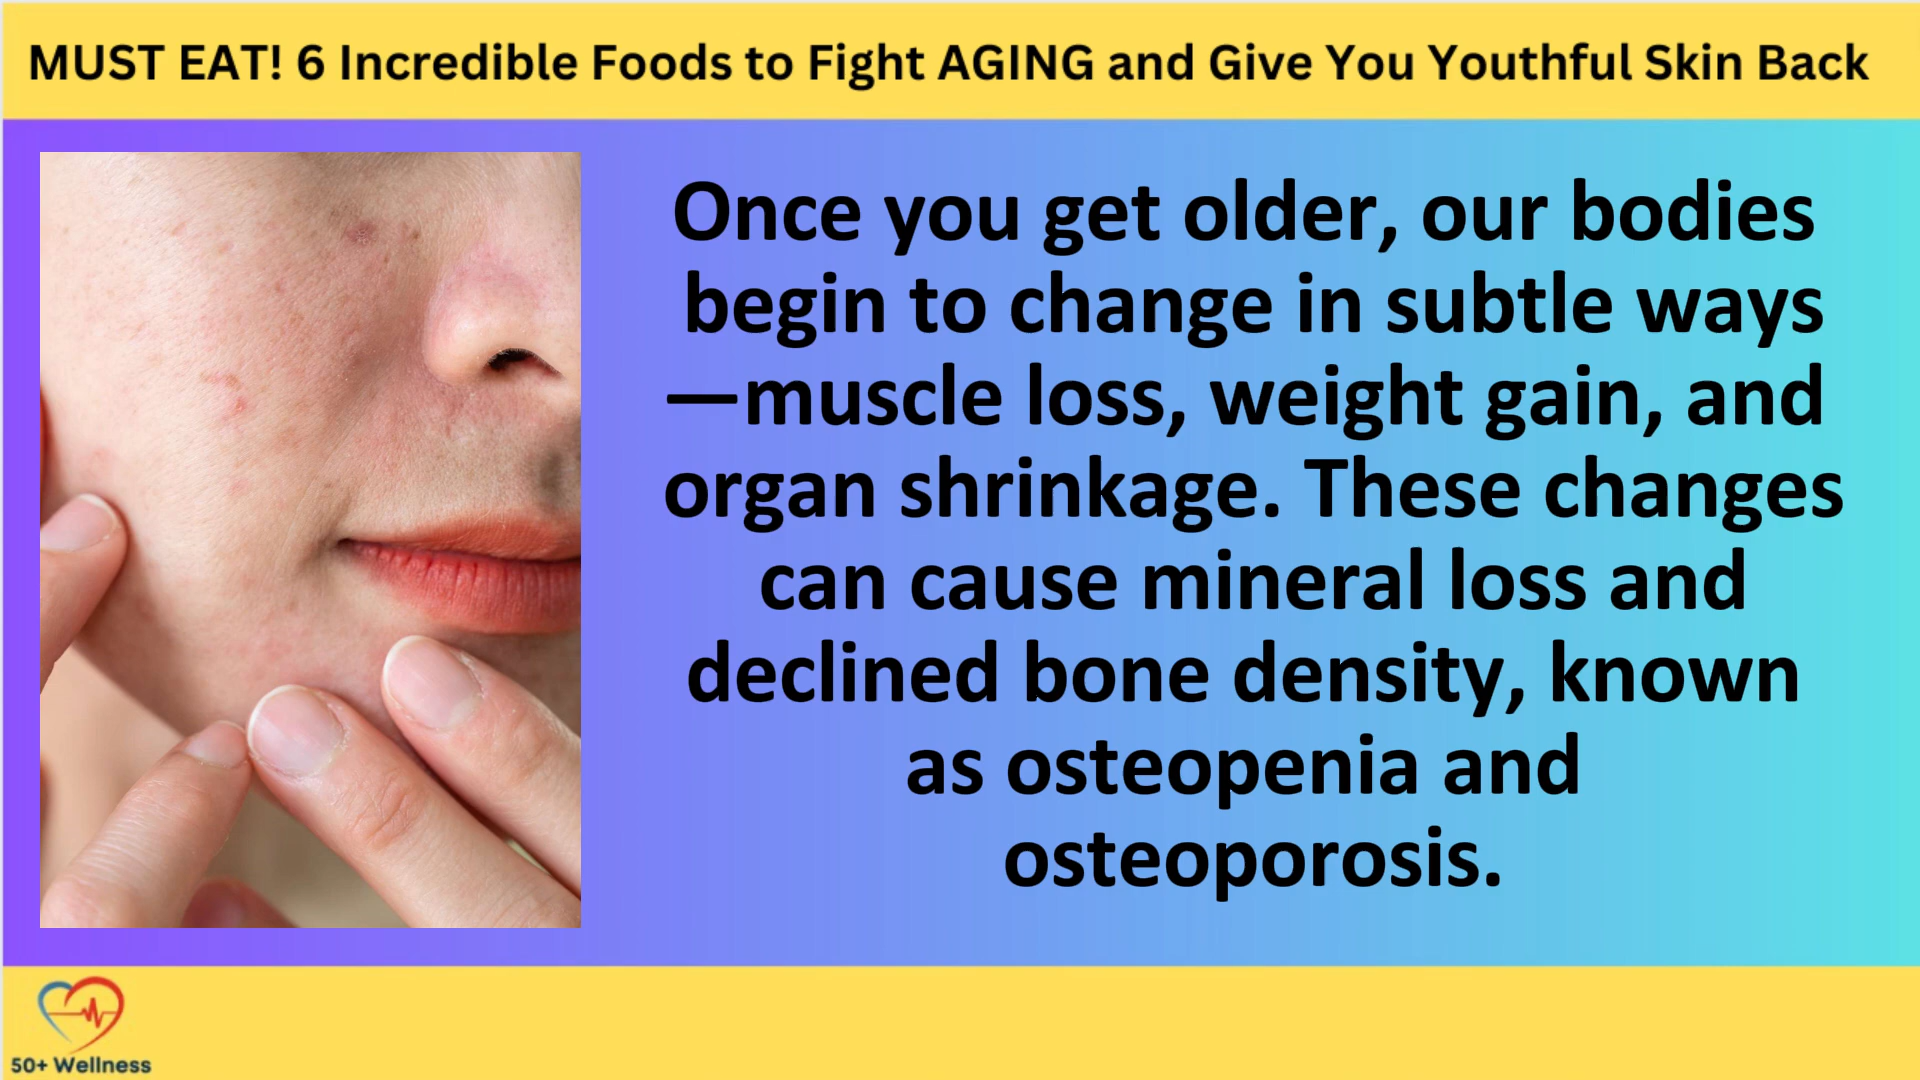 MUST EAT! 6 Incredible Foods to Fight AGING and Give You Youthful Skin Back
Once you get older, our bodies
begin to change in subtle ways
—muscle loss, weight gain, and
organ shrinkage. These changes
can cause mineral loss and
declined bone density, known
as osteopenia and
osteoporosis.
50+ Wellness